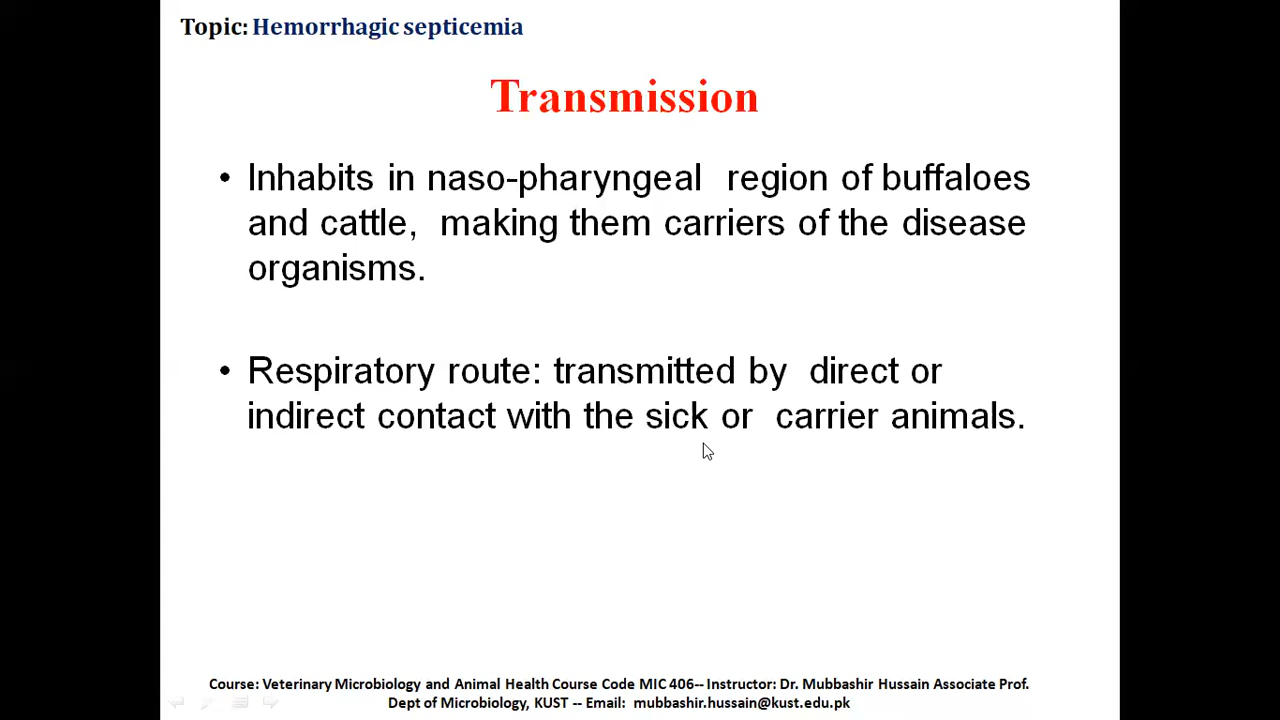 Topic: Hemorrhagic septicemia
Transmission
• Inhabits in naso-pharyngeal  region of buffaloes
and cattle,  making them carriers of the disease
organisms.
• Respiratory route: transmitted by  direct or
indirect contact with the sick or  carrier animals.
Course: Veterinary Microbiology and Animal Health Course Code MIC 406-- Instructor: Dr. Mubbashir Hussain Associate Prof.
Dept of Microbiology, KUST -- Email:  mubbashir.hussain@kust.edu.pk